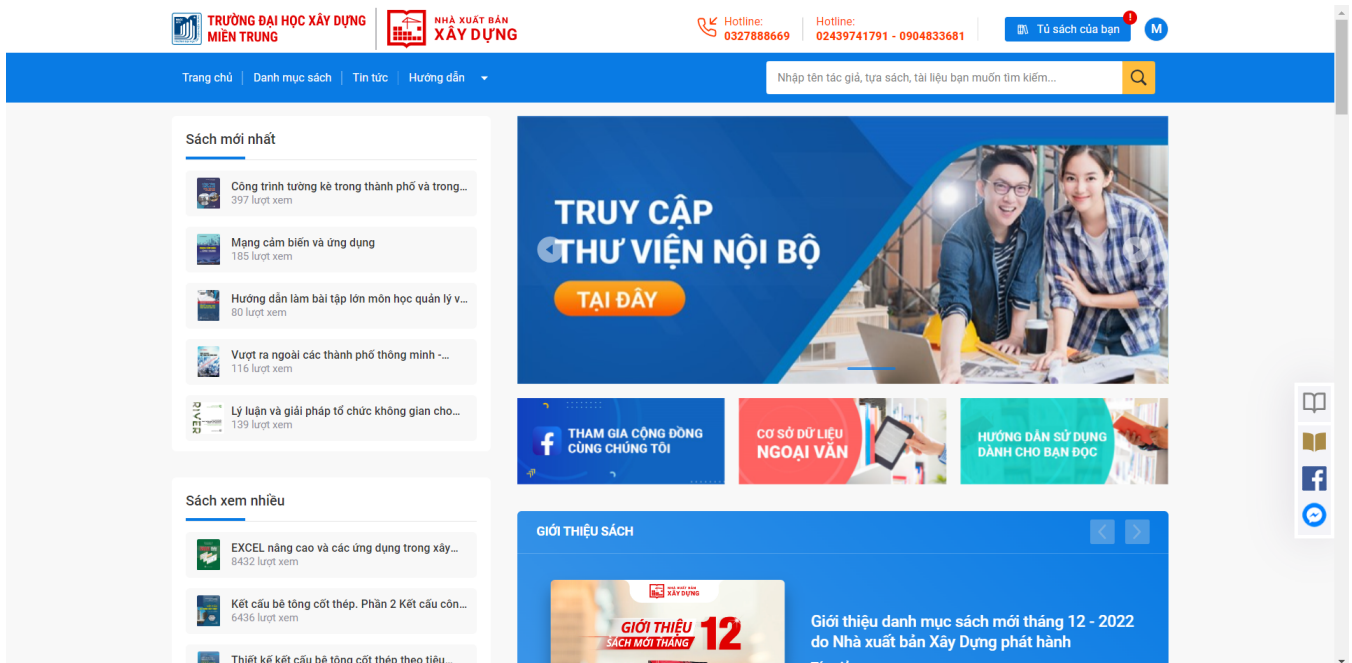 TRƯỜNG ĐẠI HỌC XÂY DỰNG
MIỀN TRUNG
NHÀ XUẤT BẢN
XÂY DỰNG
Hotline:
0327888669
Hotline:
02439741791 - 0904833681
Tủ sách của bạn
!
M
Trang chủ
Danh mục sách
Tin tức
Hướng dẫn
Nhập tên tác giả, tựa sách, tài liệu bạn muốn tìm kiếm...
Sách mới nhất
Công trình tường kè trong thành phố và trong...
397 lượt xem
Mạng cảm biến và ứng dụng
185 lượt xem
Hướng dẫn làm bài tập lớn môn học quản lý v...
80 lượt xem
Vượt ra ngoài các thành phố thông minh -...
116 lượt xem
RIVER
Lý luận và giải pháp tổ chức không gian cho...
139 lượt xem
Sách xem nhiều
EXCEL nâng cao và các ứng dụng trong xây...
8432 lượt xem
Kết cấu bê tông cốt thép. Phần 2 Kết cấu côn...
6436 lượt xem
Thiết kế kết cấu bê tông cốt thép theo tiêu...
TRUY CẬP
THƯ VIỆN NỘI BỘ
TẠI ĐÂY
THAM GIA CỘNG ĐỒNG
CÙNG CHÚNG TÔI
CƠ SỞ DỮ LIỆU
NGOẠI VĂN
HƯỚNG DẪN SỬ DỤNG
DÀNH CHO BẠN ĐỌC
GIỚI THIỆU SÁCH
NHÀ XUẤT BẢN
XÂY DỰNG
GIỚI THIỆU
SÁCH MỚI THÁNG
12
Giới thiệu danh mục sách mới tháng 12 - 2022
do Nhà xuất bản Xây Dựng phát hành